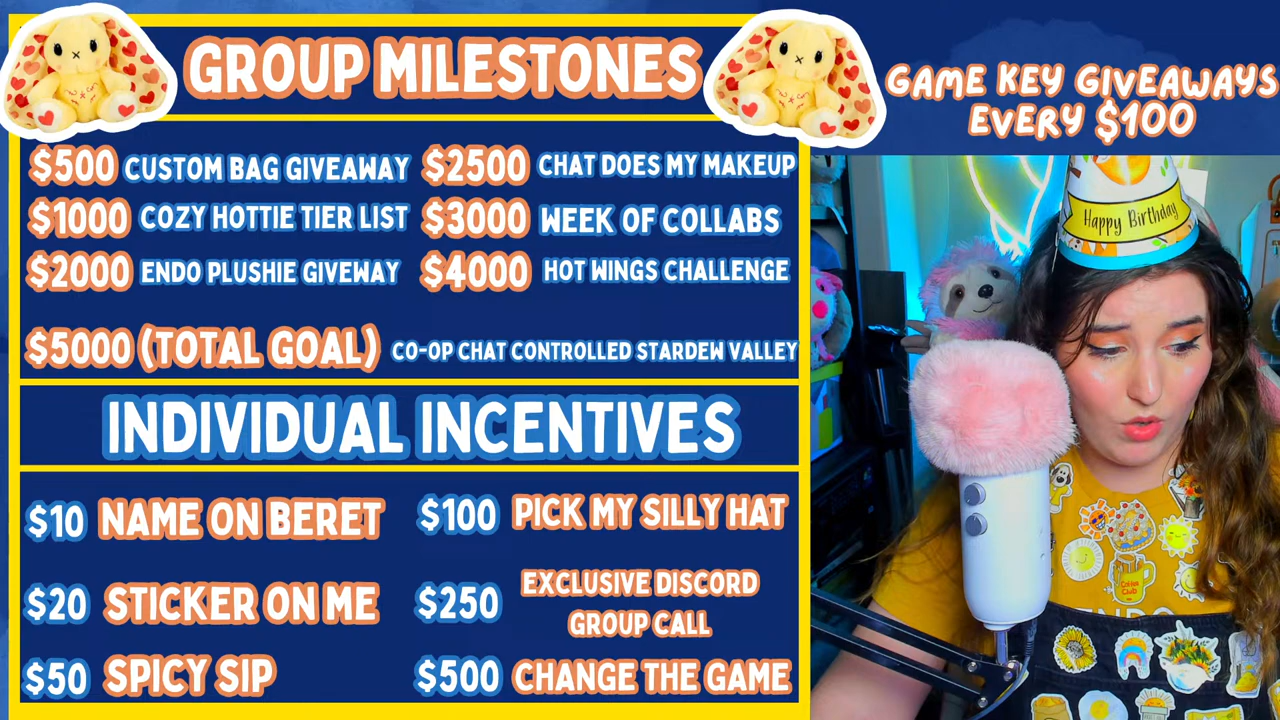 GROUP MILESTONES
GAME KEY GIVEAWAYS
EVERY $100
$500 CUSTOM BAG GIVEAWAY
$1000 COZY HOTTIE TIER LIST
$2000 ENDO PLUSHIE GIVEWAY
$2500 CHAT DOES MY MAKEUP
$3000 WEEK OF COLLABS
$4000 HOT WINGS CHALLENGE
$5000 (TOTAL GOAL) CO-OP CHAT CONTROLLED STARDEW VALLEY
INDIVIDUAL INCENTIVES
$10 NAME ON BERET
$20 STICKER ON ME
$50 SPICY SIP
$100 PICK MY SILLY HAT
$250 EXCLUSIVE DISCORD
GROUP CALL
$500 CHANGE THE GAME
Happy Birthday